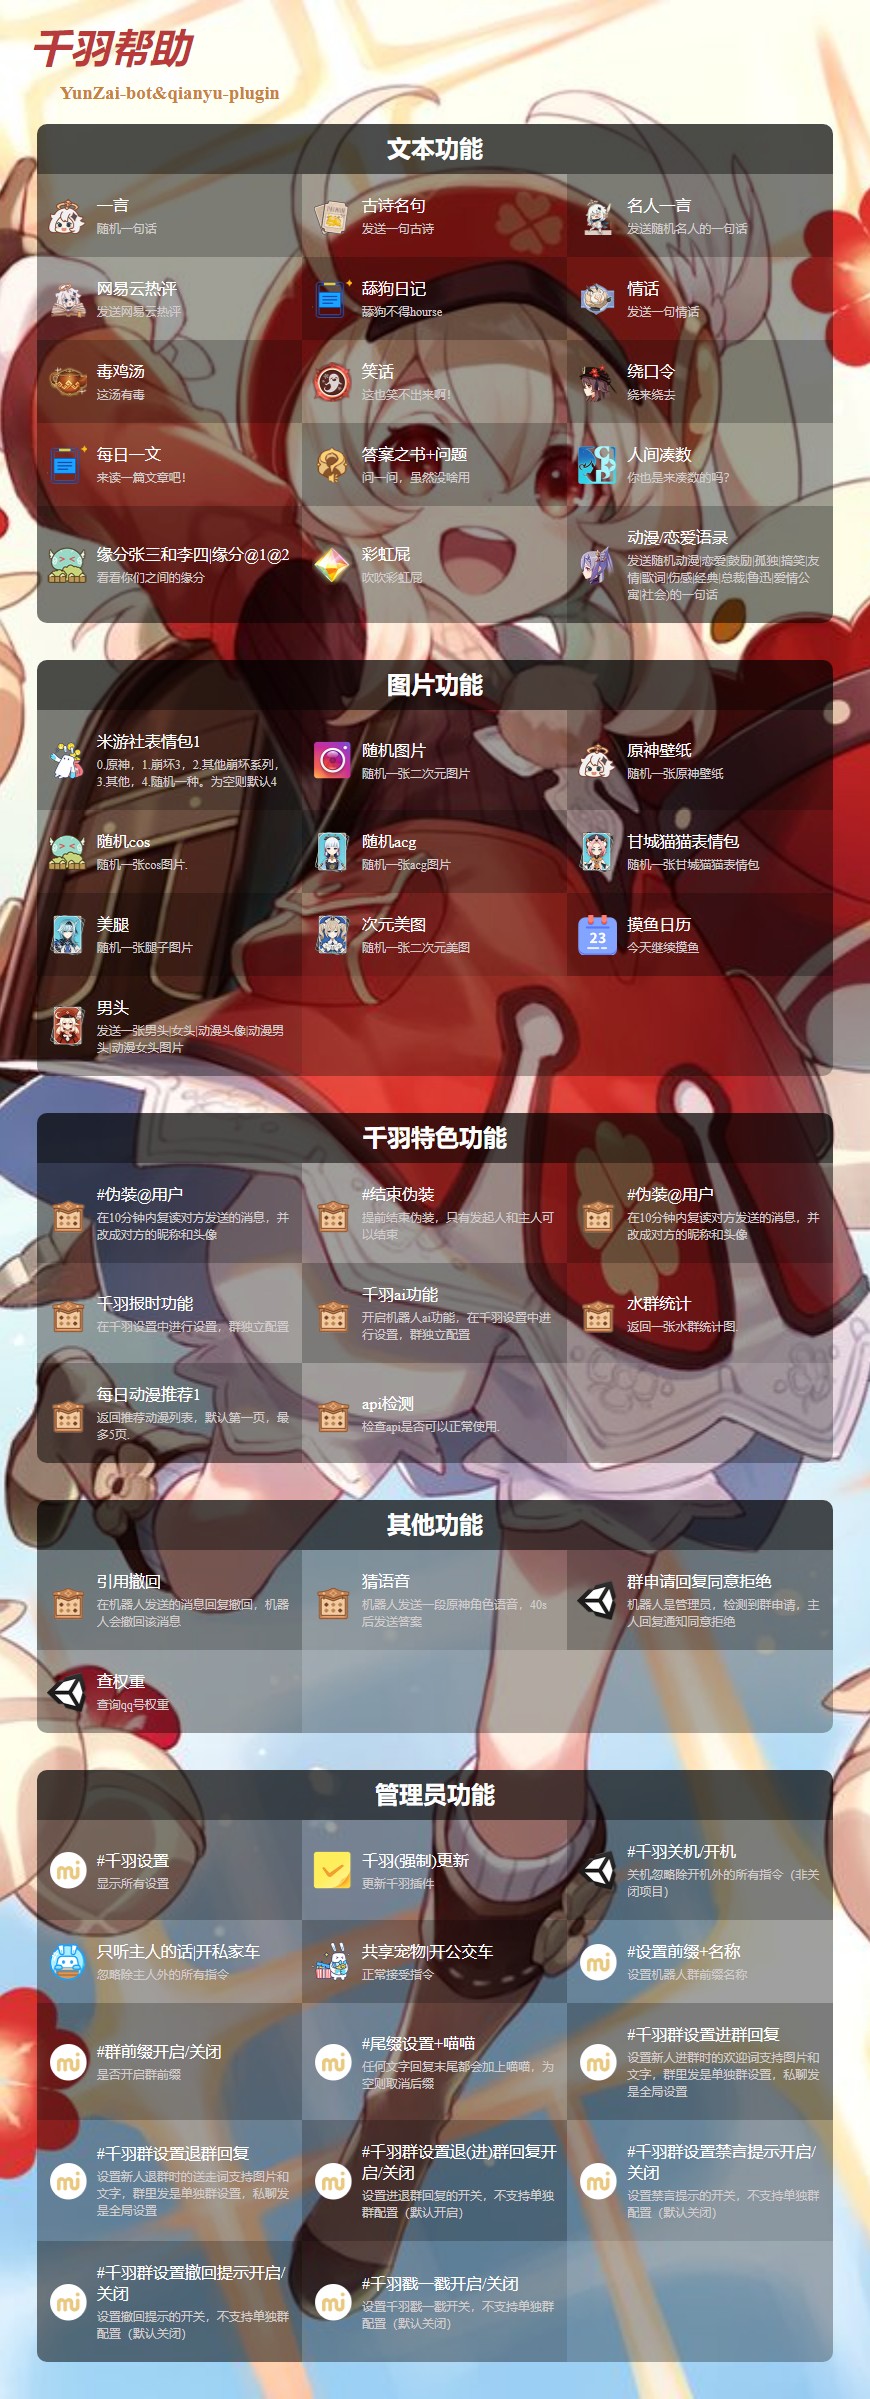 千羽帮助
YunZai-bot&qianyu-plugin
文本功能
一言
随机一句话
古诗名句
发送一句古诗
名人一言
发送随机名人的一句话
网易云热评
发送网易云热评
舔狗日记
舔狗不得hourse
情话
发送一句情话
毒鸡汤
这汤有毒
笑话
这也笑不出来啊！
绕口令
绕来绕去
每日一文
来读一篇文章吧！
答案之书+问题
问一问，虽然没啥用
人间凑数
你也是来凑数的吗？
缘分张三和李四|缘分@1@2
看看你们之间的缘分
彩虹屁
吹吹彩虹屁
动漫/恋爱语录
发送随机动漫|恋爱|鼓励|孤独|搞笑|友
情|歌词|伤感|经典|总裁|鲁迅|爱情公
寓|社会)的一句话
图片功能
米游社表情包1
0.原神，1.崩坏3，2.其他崩坏系列，
3.其他，4.随机一种。为空则默认4
随机图片
随机一张二次元图片
原神壁纸
随机一张原神壁纸
随机cos
随机一张cos图片.
随机acg
随机一张acg图片
甘城猫猫表情包
随机一张甘城猫猫表情包
美腿
随机一张腿子图片
次元美图
随机一张二次元美图
23
摸鱼日历
今天继续摸鱼
男头
发送一张男头|女头|动漫头像|动漫男
头|动漫女头图片
千羽特色功能
#伪装@用户
在10分钟内复读对方发送的消息，并
改成对方的昵称和头像
#结束伪装
提前结束伪装，只有发起人和主人可
以结束
#伪装@用户
在10分钟内复读对方发送的消息，并
改成对方的昵称和头像
千羽报时功能
在千羽设置中进行设置，群独立配置
千羽ai功能
开启机器人ai功能，在千羽设置中进
行设置，群独立配置
水群统计
返回一张水群统计图.
每日动漫推荐1
返回推荐动漫列表，默认第一页，最
多5页.
api检测
检查api是否可以正常使用.
其他功能
引用撤回
在机器人发送的消息回复撤回，机器
人会撤回该消息
猜语音
机器人发送一段原神角色语音，40s
后发送答案
群申请回复同意拒绝
机器人是管理员，检测到群申请，主
人回复通知同意拒绝
查权重
查询qq号权重
管理员功能
#千羽设置
显示所有设置
千羽(强制)更新
更新千羽插件
#千羽关机/开机
关机忽略除开机外的所有指令（非关
闭项目）
只听主人的话|开私家车
忽略除主人外的所有指令
共享宠物|开公交车
正常接受指令
#设置前缀+名称
设置机器人群前缀名称
#群前缀开启/关闭
是否开启群前缀
#尾缀设置+喵喵
任何文字回复末尾都会加上喵喵，为
空则取消后缀
#千羽群设置进群回复
设置新人进群时的欢迎词支持图片和
文字，群里发是单独群设置，私聊发
是全局设置
#千羽群设置退群回复
设置新人退群时的送走词支持图片和
文字，群里发是单独群设置，私聊发
是全局设置
#千羽群设置退(进)群回复开
启/关闭
设置进退群回复的开关，不支持单独
群配置（默认开启）
#千羽群设置禁言提示开启/
关闭
设置禁言提示的开关，不支持单独群
配置（默认关闭）
#千羽群设置撤回提示开启/
关闭
设置撤回提示的开关，不支持单独群
配置（默认关闭）
#千羽戳一戳开启/关闭
设置千羽戳一戳开关，不支持单独群
配置（默认关闭）